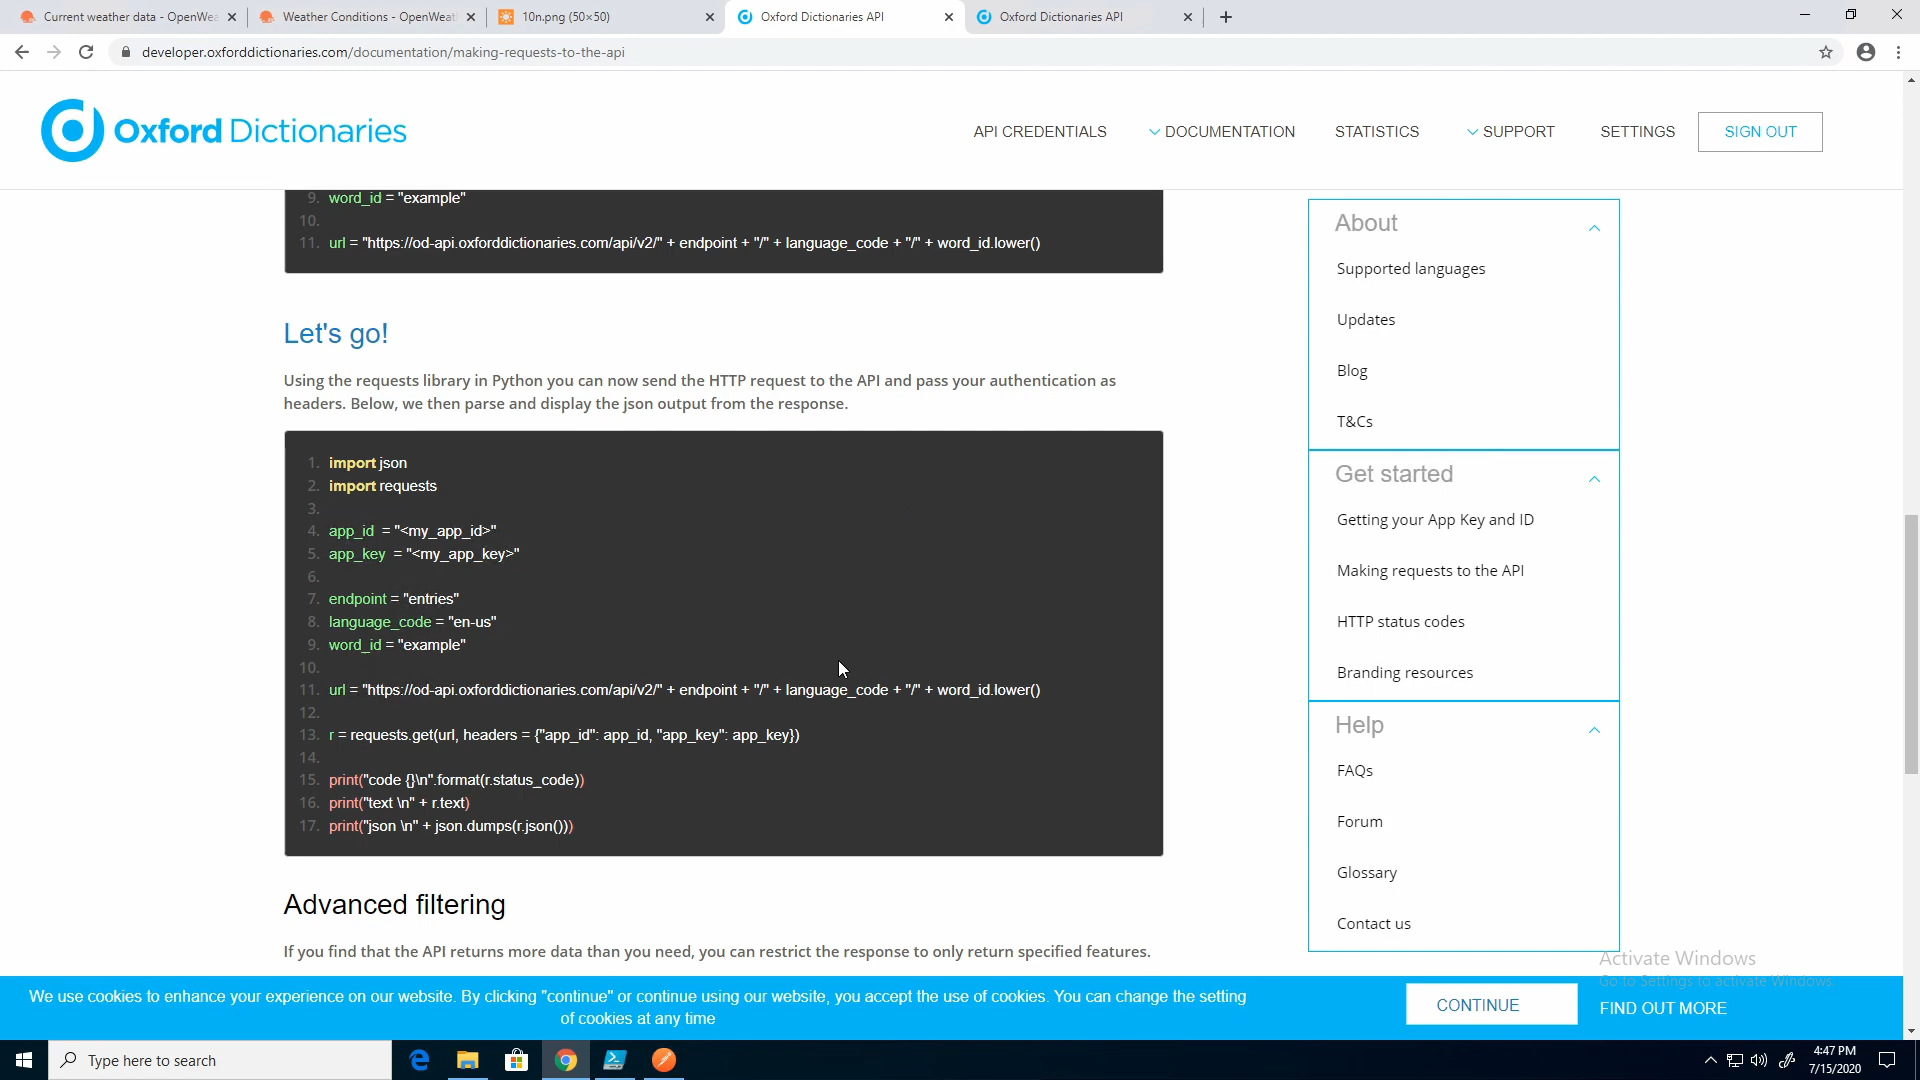 Current weather data - OpenWea
Weather Conditions - OpenWeat
10n.png (50×50)
Oxford Dictionaries API
Oxford Dictionaries API
developer.oxforddictionaries.com/documentation/making-requests-to-the-api
Oxford Dictionaries
API CREDENTIALS
DOCUMENTATION
STATISTICS
SUPPORT
SETTINGS
SIGN OUT
9. word_id = "example"
10.
11. url = "https://od-api.oxforddictionaries.com/api/v2/" + endpoint + "/" + language_code + "/" + word_id.lower()
Let's go!
Using the requests library in Python you can now send the HTTP request to the API and pass your authentication as
headers. Below, we then parse and display the json output from the response.
1. import json
2. import requests
3.
4. app_id = "<my_app_id>"
5. app_key = "<my_app_key>"
6.
7. endpoint = "entries"
8. language_code = "en-us"
9. word_id = "example"
10.
11. url = "https://od-api.oxforddictionaries.com/api/v2/" + endpoint + "/" + language_code + "/" + word_id.lower()
12.
13. r = requests.get(url, headers = {"app_id": app_id, "app_key": app_key})
14.
15. print("code {}\n".format(r.status_code))
16. print("text \n" + r.text)
17. print("json \n" + json.dumps(r.json()))
Advanced filtering
If you find that the API returns more data than you need, you can restrict the response to only return specified features.
About
Supported languages
Updates
Blog
T&Cs
Get started
Getting your App Key and ID
Making requests to the API
HTTP status codes
Branding resources
Help
FAQs
Forum
Glossary
Contact us
Activate Windows
Go to Settings to activate Windows.
We use cookies to enhance your experience on our website. By clicking "continue" or continue using our website, you accept the use of cookies. You can change the setting
of cookies at any time
CONTINUE
FIND OUT MORE
Type here to search
4:47 PM
7/15/2020